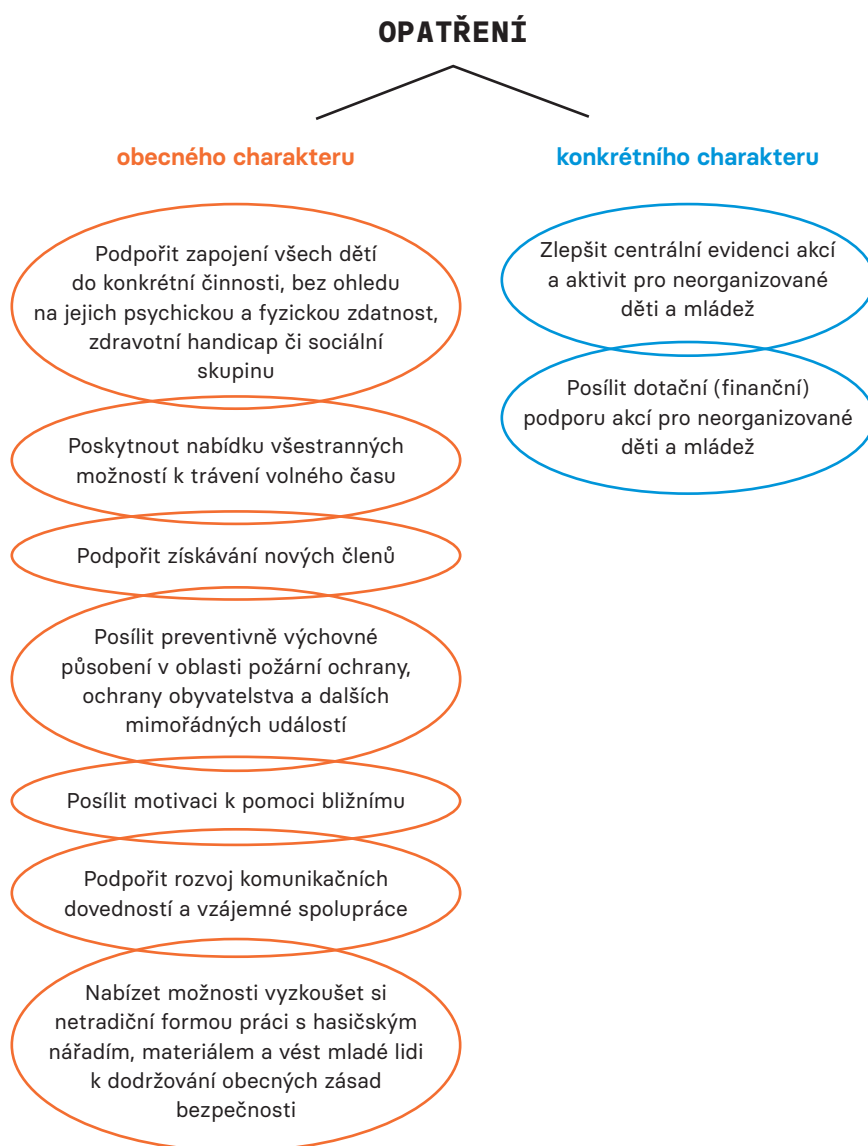 OPATŘENÍ
obecného charakteru
Podpořit zapojení všech dětí
do konkrétní činnosti, bez ohledu
na jejich psychickou a fyzickou zdatnost,
zdravotní handicap či sociální
skupinu
Poskytnout nabídku všestranných
možností k trávení volného času
Podpořit získávání nových členů
Posílit preventivně výchovné
působení v oblasti požární ochrany,
ochrany obyvatelstva a dalších
mimořádných událostí
Posílit motivaci k pomoci bližnímu
Podpořit rozvoj komunikačních
dovedností a vzájemné spolupráce
Nabízet možnosti vyzkoušet si
netradiční formou práci s hasičským
nářadím, materiálem a vést mladé lidi
k dodržování obecných zásad
bezpečnosti
konkrétního charakteru
Zlepšit centrální evidenci akcí
a aktivit pro neorganizované
děti a mládež
Posílit dotační (finanční)
podporu akcí pro neorganizované
děti a mládež